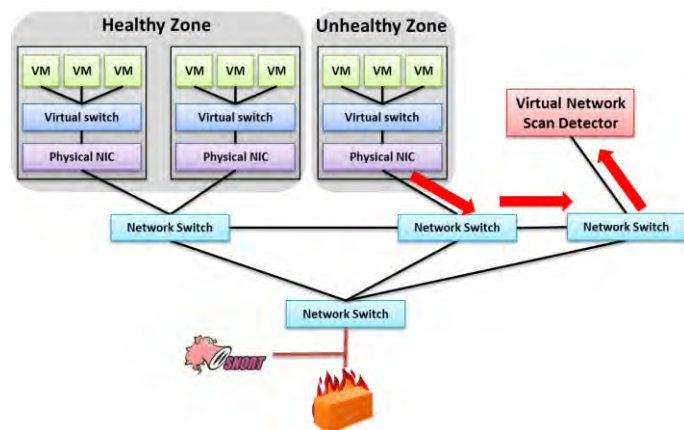 Healthy Zone
Unhealthy Zone
VM VM VM
VM VM VM
VM VM VM
Virtual switch
Virtual switch
Virtual switch
Physical NIC
Physical NIC
Physical NIC
Virtual Network
Scan Detector
Network Switch
Network Switch
Network Switch
Network Switch
SNORT